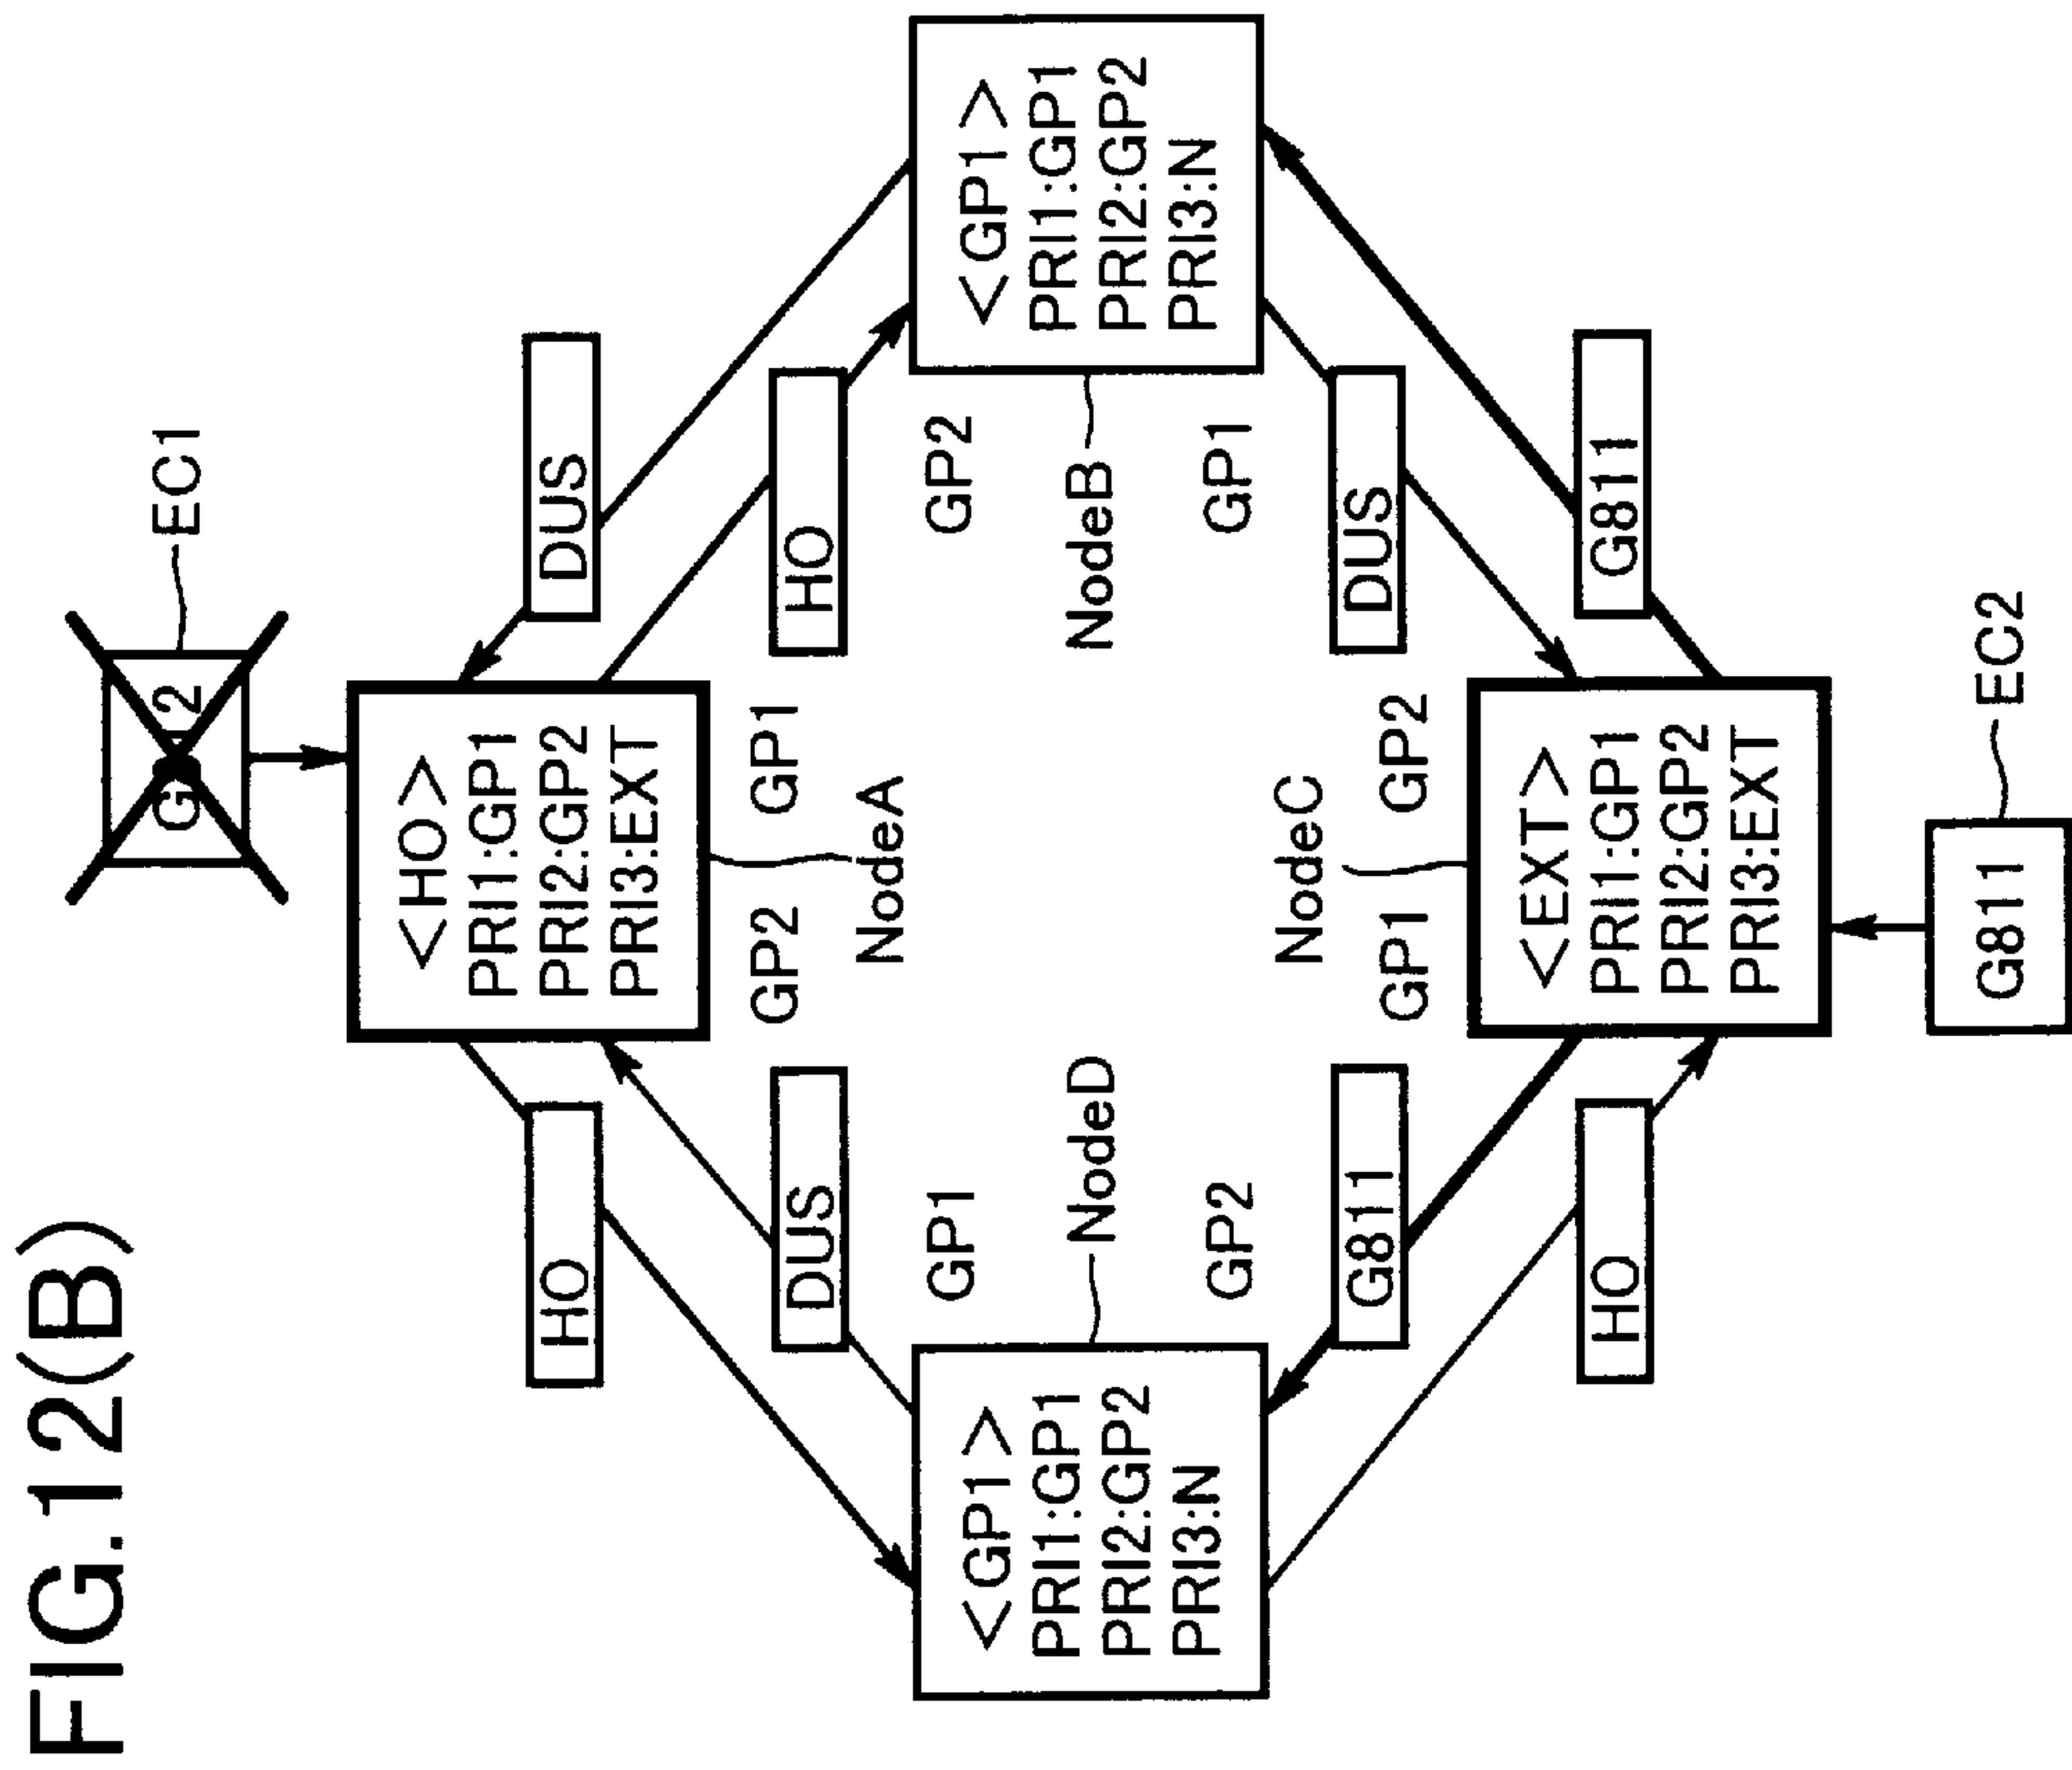 FIG.12(B)
EC1
<HO>
PRI1:GP1
PRI2:GP2
PRI3:EXT
HO
DUS
GP2
GP1
DUS
HO
NodeA
GP1
GP2
<GP1>
PRI1:GP1
PRI2:GP2
PRI3:N
NodeD
NodeB
<GP1>
PRI1:GP1
PRI2:GP2
PRI3:N
GP2
GP1
NodeC
G811
GP1
GP2
DUS
<EXT>
PRI1:GP1
PRI2:GP2
PRI3:EXT
HO
G811
G811
EC2